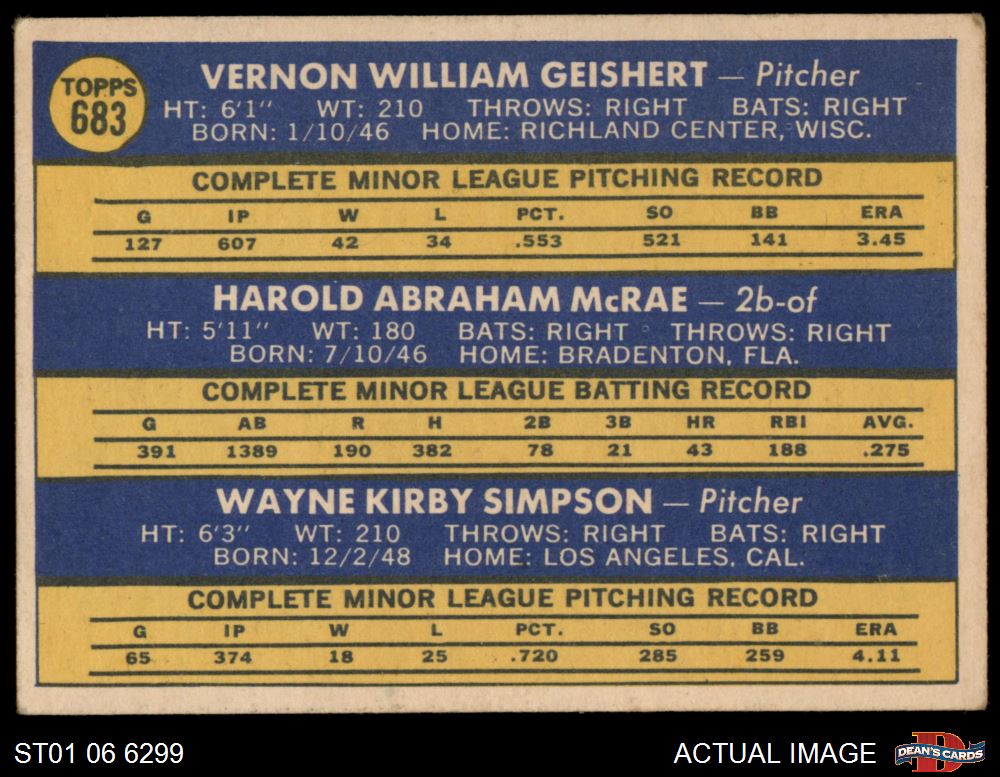 TOPPS
683
VERNON WILLIAM GEISHERT — Pitcher
HT: 6'1" WT: 210 THROWS: RIGHT BATS: RIGHT
BORN: 1/10/46 HOME: RICHLAND CENTER, WISC.
COMPLETE MINOR LEAGUE PITCHING RECORD
G IP W L PCT. SO BB ERA
127 607 42 34 .553 521 141 3.45
HAROLD ABRAHAM McRAE — 2b-of
HT: 5'11" WT: 180 BATS: RIGHT THROWS: RIGHT
BORN: 7/10/46 HOME: BRADENTON, FLA.
COMPLETE MINOR LEAGUE BATTING RECORD
G AB R H 2B 3B HR RBI AVG.
391 1389 190 382 78 21 43 188 .275
WAYNE KIRBY SIMPSON — Pitcher
HT: 6'3" WT: 210 THROWS: RIGHT BATS: RIGHT
BORN: 12/2/48 HOME: LOS ANGELES, CAL.
COMPLETE MINOR LEAGUE PITCHING RECORD
G IP W L PCT. SO BB ERA
65 374 18 25 .720 285 259 4.11
ST01 06 6299
ACTUAL IMAGE
D
DEAN'S CARDS